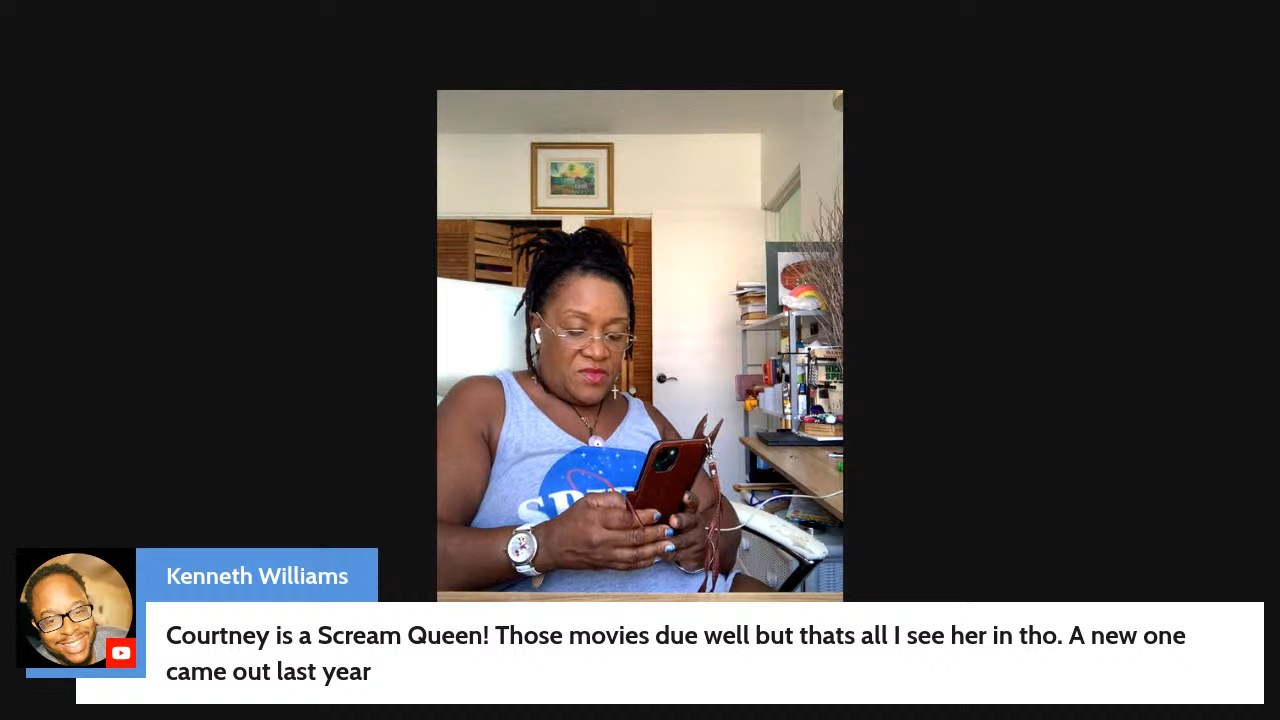 Kenneth Williams
Courtney is a Scream Queen! Those movies due well but thats all I see her in tho. A new one
came out last year